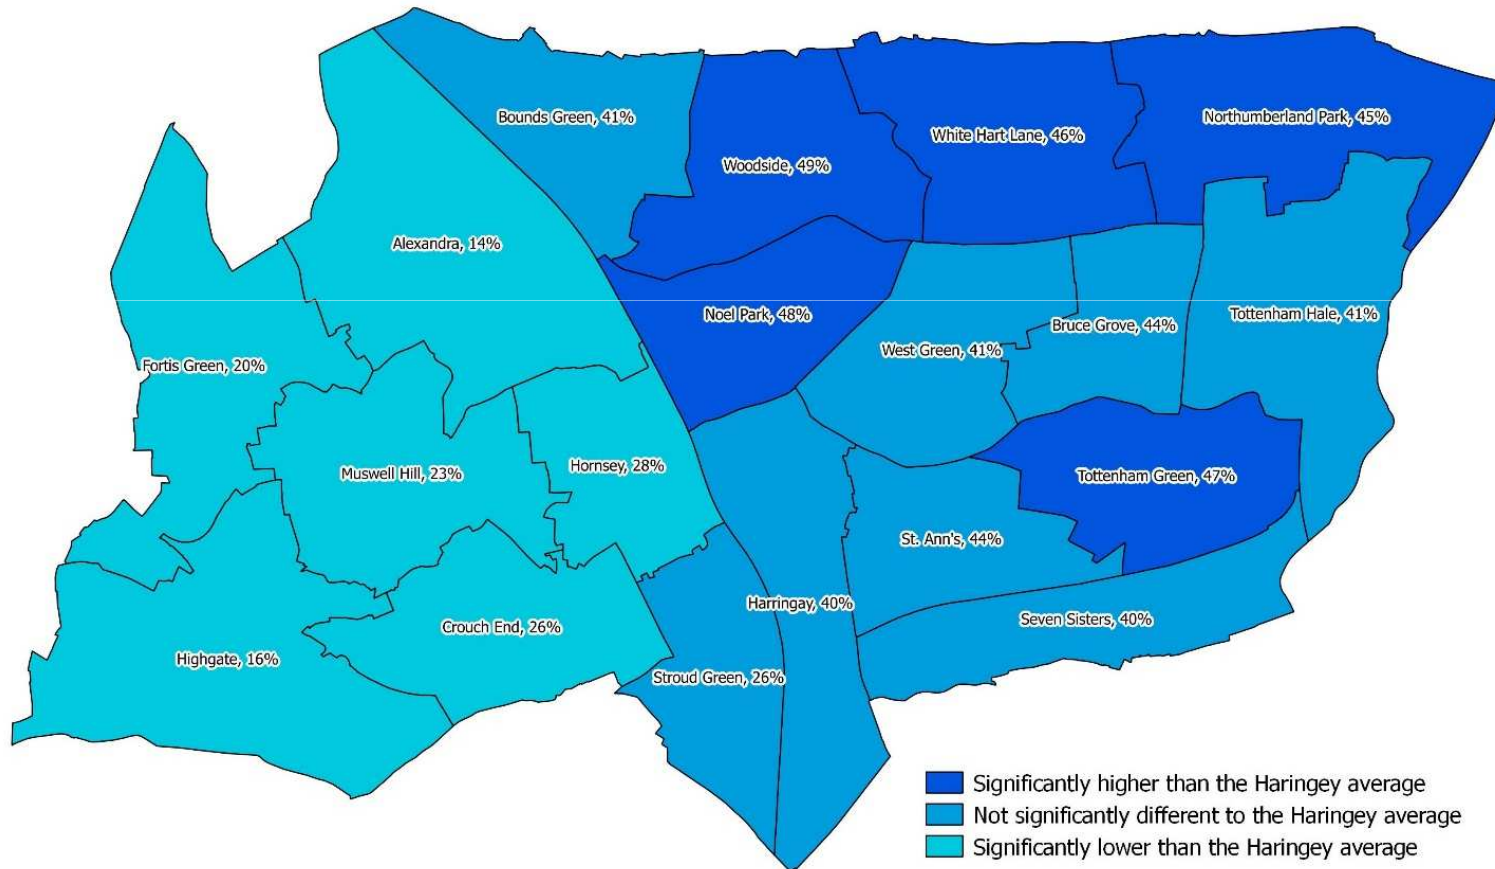 Bounds Green, 41%
Northumberland Park, 45%
White Hart Lane, 46%
Woodside, 49%
Alexandra, 14%
Noel Park, 48%
Tottenham Hale, 41%
Bruce Grove, 44%
West Green, 41%
Fortis Green, 20%
Muswell Hill, 23%
Hornsey, 28%
Tottenham Green, 47%
St. Ann's, 44%
Harringay, 40%
Seven Sisters, 40%
Crouch End, 26%
Highgate, 16%
Stroud Green, 26%
Significantly higher than the Haringey average
Not significantly different to the Haringey average
Significantly lower than the Haringey average